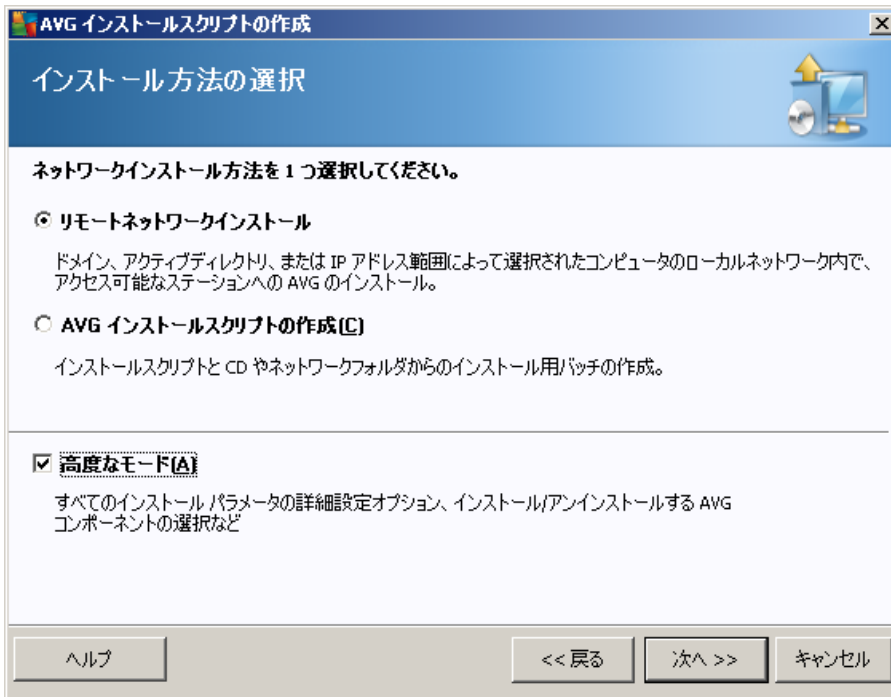 AVG インストールスクリプトの作成
インストール方法の選択
ネットワークインストール方法を 1 つ選択してください。
リモートネットワークインストール
ドメイン、アクティブディレクトリ、または IP アドレス範囲によって選択されたコンピュータのローカルネットワーク内で、
アクセス可能なステーションへの AVG のインストール。
AVG インストールスクリプトの作成(C)
インストールスクリプトと CD やネットワークフォルダからのインストール用バッチの作成。
高度なモード(A)
すべてのインストール パラメータの詳細設定オプション、インストール/アンインストールする AVG
コンポーネントの選択など
ヘルプ
<< 戻る
次へ >>
キャンセル